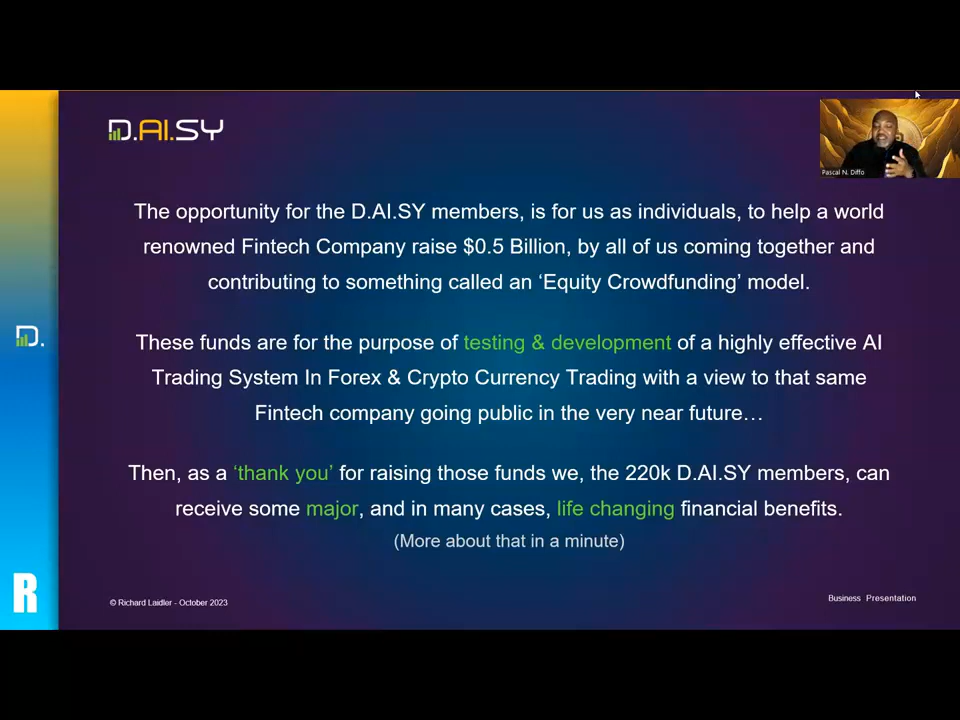 D.AI.SY
Pascal N. Diffo
The opportunity for the D.AI.SY members, is for us as individuals, to help a world
renowned Fintech Company raise $0.5 Billion, by all of us coming together and
contributing to something called an ‘Equity Crowdfunding’ model.
These funds are for the purpose of testing & development of a highly effective AI
Trading System In Forex & Crypto Currency Trading with a view to that same
Fintech company going public in the very near future…
D.
Then, as a ‘thank you’ for raising those funds we, the 220k D.AI.SY members, can
receive some major, and in many cases, life changing financial benefits.
(More about that in a minute)
R
© Richard Laidler - October 2023
Business Presentation